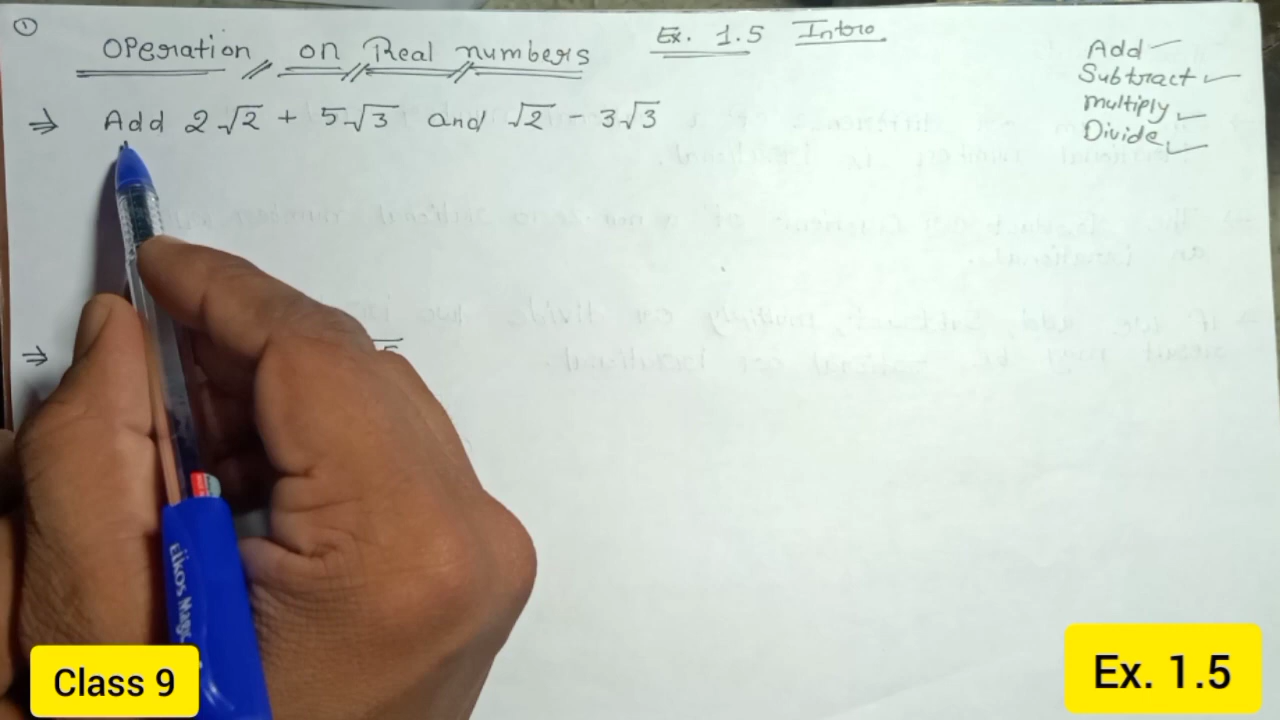 ①
Operation on Real numbers Ex. 1.5 Intro
Add
Subtract
multiply
Divide
⇒ Add 2√2 + 5√3 and √2 - 3√3
⇒
Class 9
Ex. 1.5